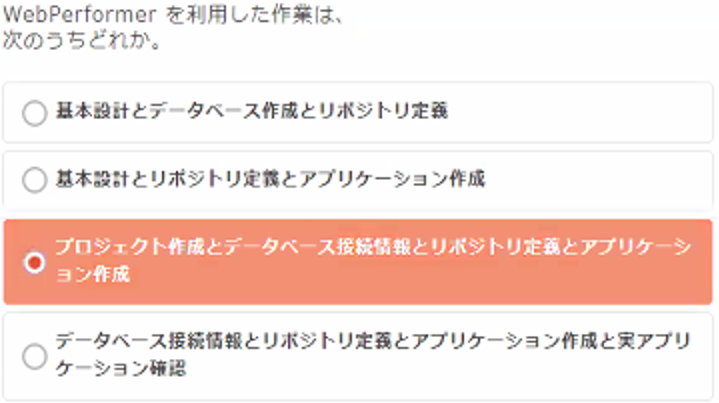 WebPerformer を利用した作業は、
次のうちどれか。
基本設計とデータベース作成とリポジトリ定義
基本設計とリポジトリ定義とアプリケーション作成
プロジェクト作成とデータベース接続情報とリポジトリ定義とアプリケーシ
ョン作成
データベース接続情報とリポジトリ定義とアプリケーション作成と実アプリ
ケーション確認